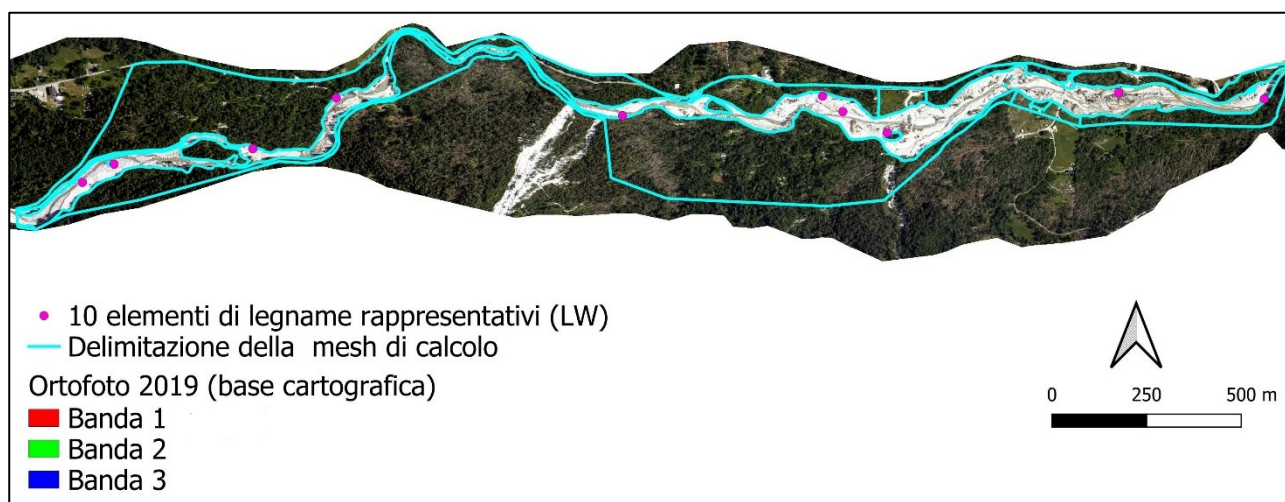 10 elementi di legname rappresentativi (LW)
Delimitazione della mesh di calcolo
Ortofoto 2019 (base cartografica)
Banda 1
Banda 2
Banda 3
0 250 500 m